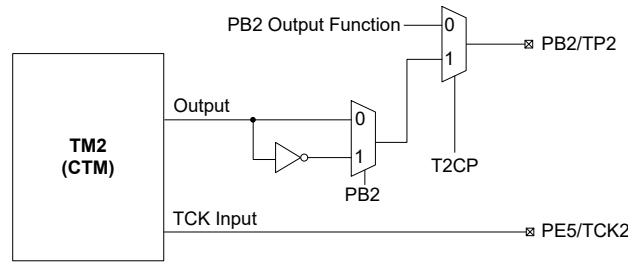 PB2 Output Function
0
1
PB2/TP2
Output
0
1
TM2
(CTM)
T2CP
PB2
TCK Input
PE5/TCK2